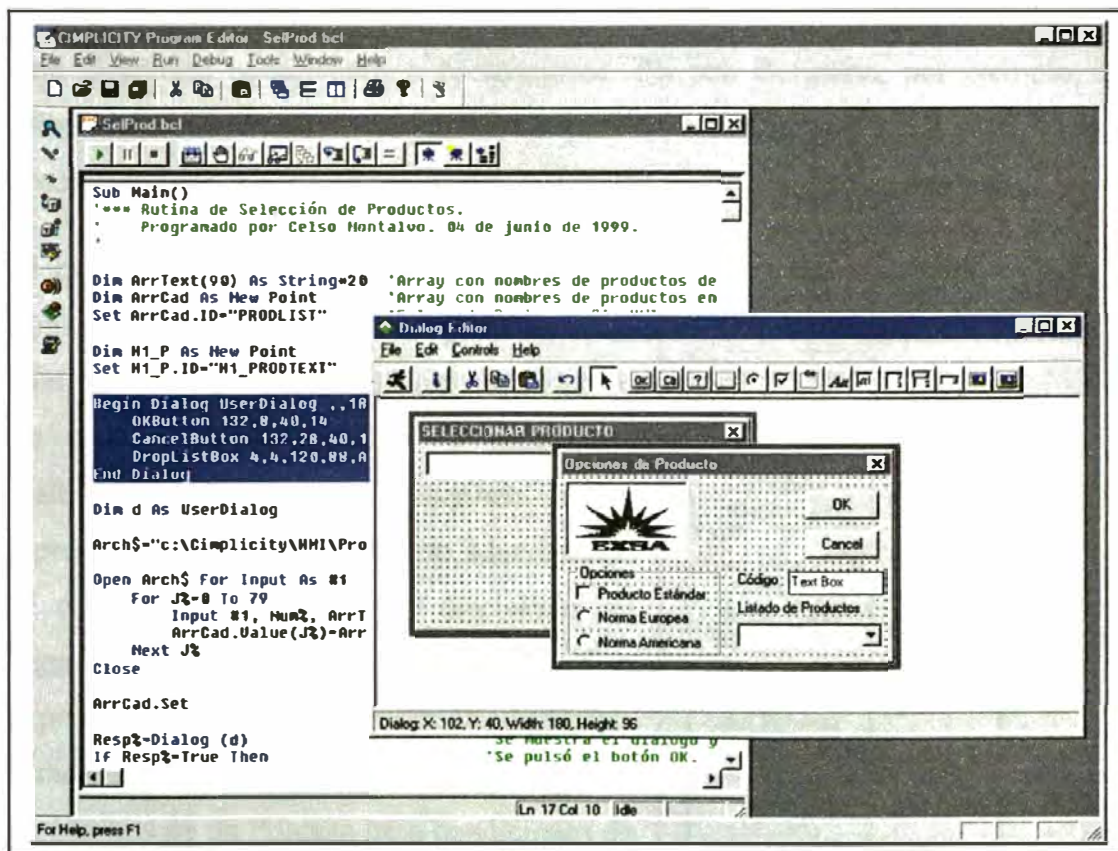 CIMPLICITY Program Editor SelProd bcl
File Edit View Run Debug Tools Window Help
SelProd bcl
Sub Main()
'*** Rutina de Selección de Productos.
' Programado por Celso Montalvo. 04 de junio de 1999.
'
Dim ArrText(90) As String*20 'Array con nombres de productos de
Dim ArrCad As New Point 'Array con nombres de productos en
Set ArrCad.ID="PRODLIST"
Dim H1_P As New Point
Set H1_P.ID="H1_PRODTEXT"
Begin Dialog UserDialog ,,18
OKButton 132,8,40,14
CancelButton 132,28,40,1
DropListBox 4,4,120,88,A
End Dialog
Dim d As UserDialog
Arch$="c:\Cimplicity\HMI\Pro
Open Arch$ For Input As #1
For J%=0 To 79
Input #1, Num%, ArrT
ArrCad.Value(J%)=Arr
Next J%
Close
ArrCad.Set
Resp%=Dialog (d) 'Se muestra el diálogo y
If Resp%=True Then 'Se pulsó el botón OK.
Ln 17 Col 10 Idle
For Help, press F1
Dialog Editor
File Edit Controls Help
SELECCIONAR PRODUCTO
Opciones de Producto
EXSA
OK
Cancel
Opciones
Producto Estándar
Norma Europea
Norma Americana
Código: Text Box
Listado de Productos
Dialog: X: 102, Y: 40, Width: 180, Height: 96